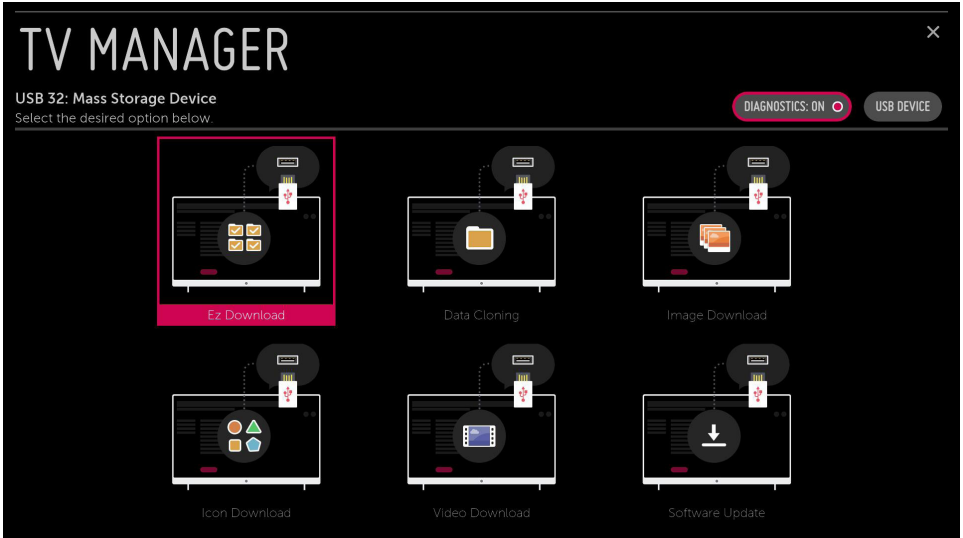 TV MANAGER
×
USB 32: Mass Storage Device
Select the desired option below.
DIAGNOSTICS: ON
USB DEVICE
Ez Download
Data Cloning
Image Download
Icon Download
Video Download
Software Update